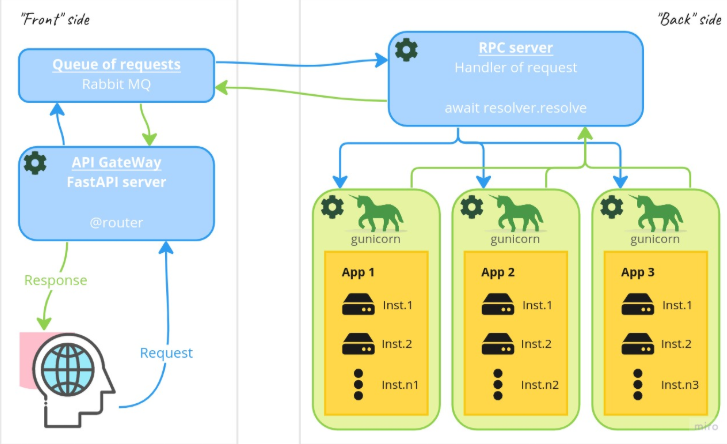 "Front" side
"Back" side
Queue of requests
Rabbit MQ
RPC server
Handler of request
await resolver.resolve
API GateWay
FastAPI server
@router
Response
Request
gunicorn
App 1
Inst.1
Inst.2
Inst.n1
gunicorn
App 2
Inst.1
Inst.2
Inst.n2
gunicorn
App 3
Inst.1
Inst.2
Inst.n3
miro